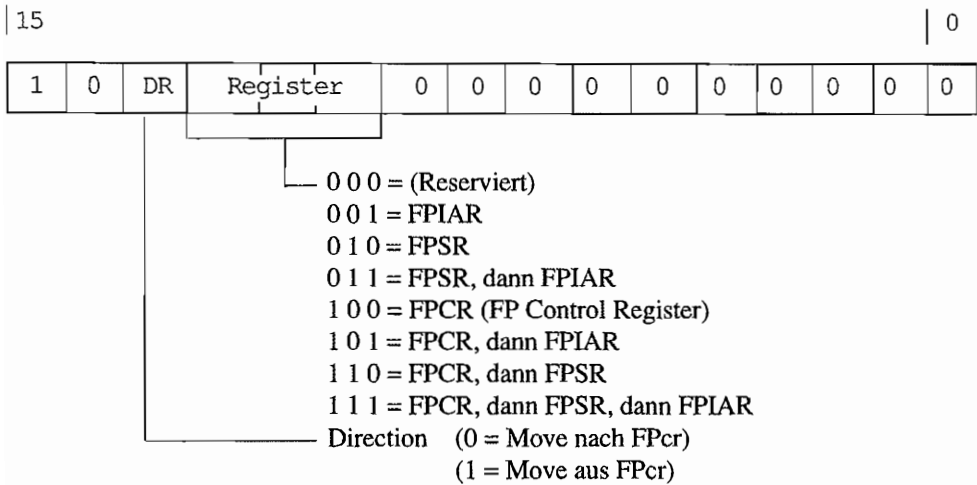 |15 | 0
1 0 DR Register 0 0 0 0 0 0 0 0 0 0
0 0 0 = (Reserviert)
0 0 1 = FPIAR
0 1 0 = FPSR
0 1 1 = FPSR, dann FPIAR
1 0 0 = FPCR (FP Control Register)
1 0 1 = FPCR, dann FPIAR
1 1 0 = FPCR, dann FPSR
1 1 1 = FPCR, dann FPSR, dann FPIAR
Direction (0 = Move nach FPcr)
(1 = Move aus FPcr)